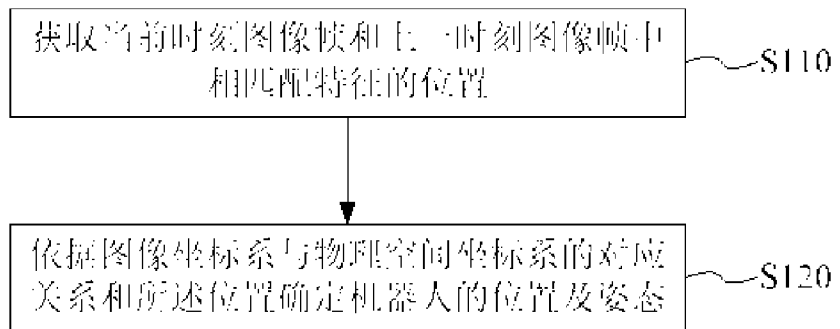 获取当前时刻图像帧和上一时刻图像帧中
相匹配特征的位置
S110
依据图像坐标系与物理空间坐标系的对应
关系和所述位置确定机器人的位置及姿态
S120